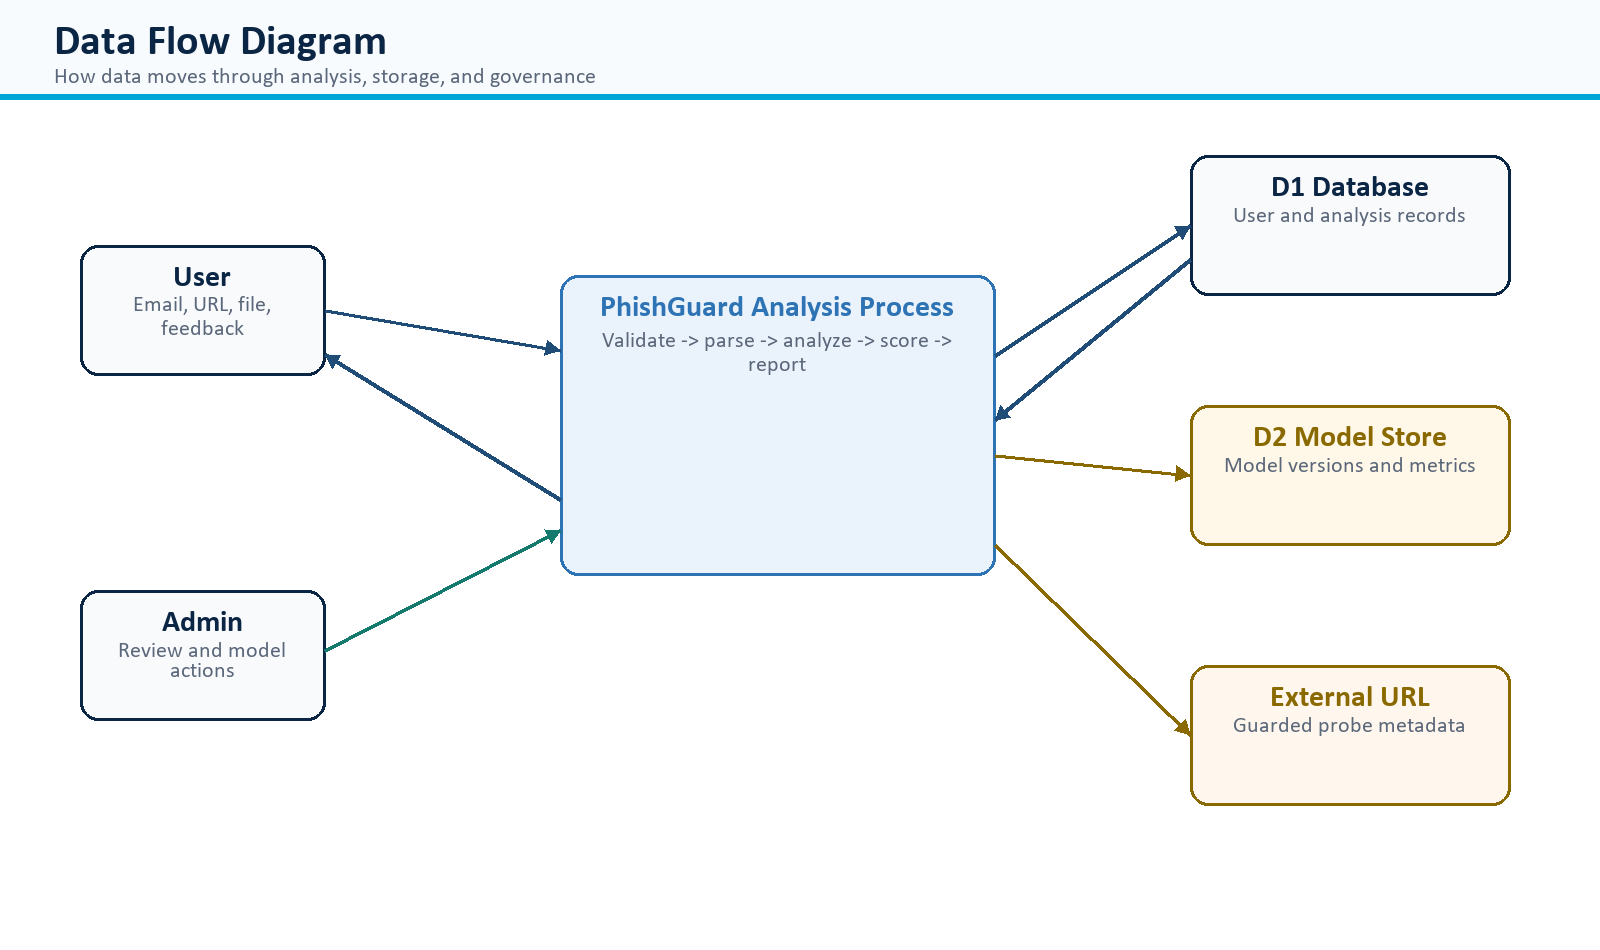 Data Flow Diagram
How data moves through analysis, storage, and governance
User
Email, URL, file,
feedback
Admin
Review and model
actions
PhishGuard Analysis Process
Validate -> parse -> analyze -> score ->
report
D1 Database
User and analysis records
D2 Model Store
Model versions and metrics
External URL
Guarded probe metadata